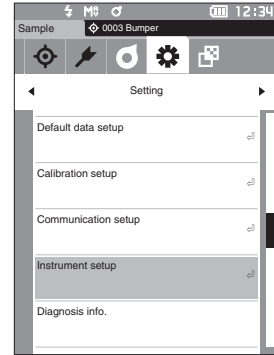 12:34
Sample
0003 Bumper
Setting
Default data setup
Calibration setup
Communication setup
Instrument setup
Diagnosis info.